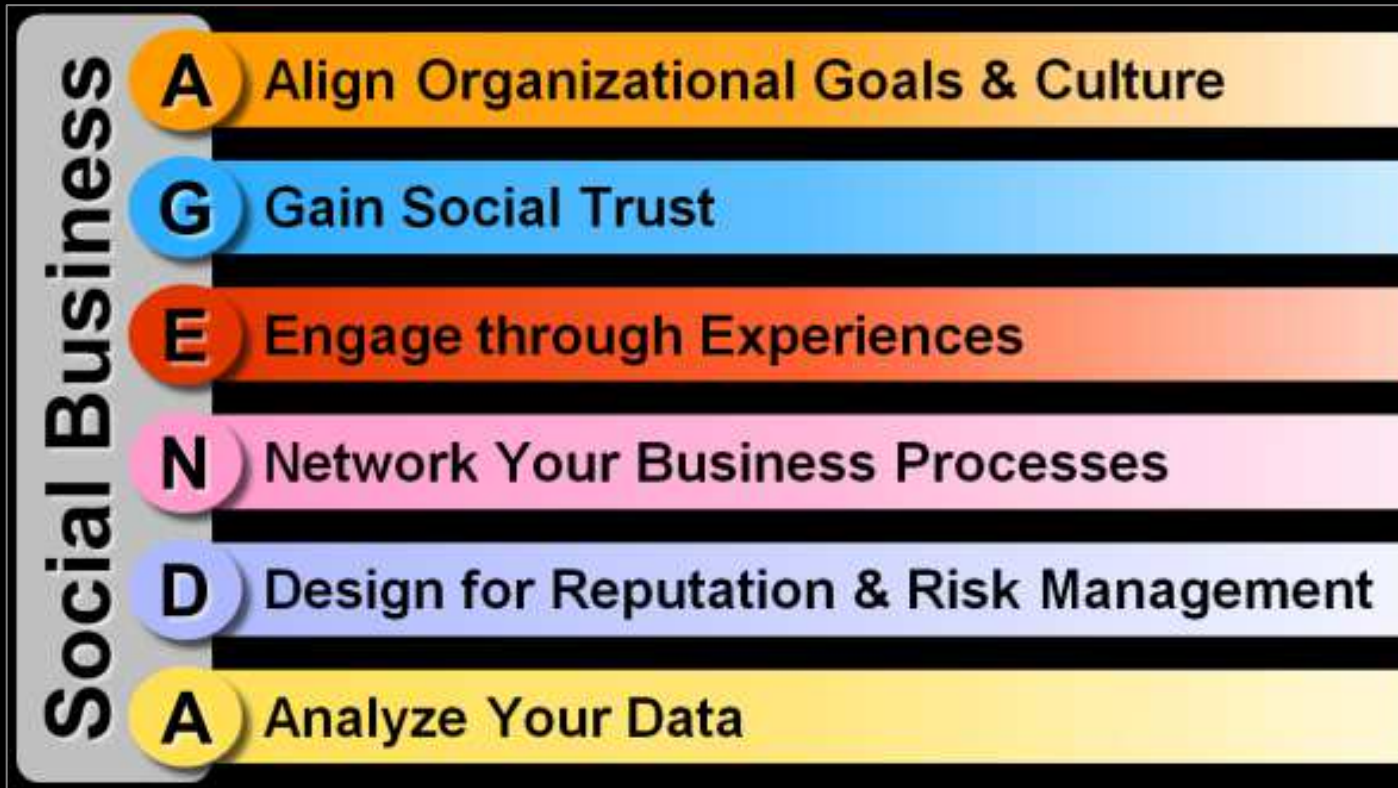 Social Business
A Align Organizational Goals & Culture
G Gain Social Trust
E Engage through Experiences
N Network Your Business Processes
D Design for Reputation & Risk Management
A Analyze Your Data